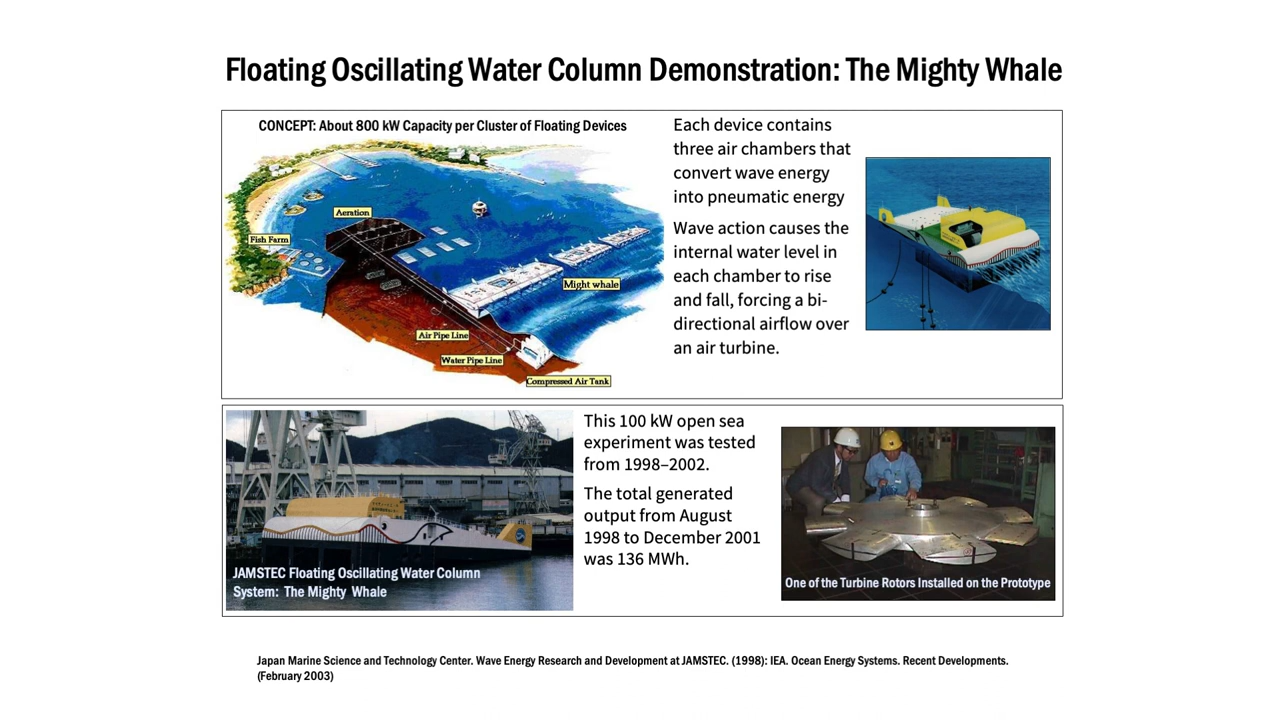 Floating Oscillating Water Column Demonstration: The Mighty Whale
CONCEPT: About 800 kW Capacity per Cluster of Floating Devices
Aeration
Fish Farm
Might whale
Air Pipe Line
Water Pipe Line
Compressed Air Tank
Each device contains
three air chambers that
convert wave energy
into pneumatic energy
Wave action causes the
internal water level in
each chamber to rise
and fall, forcing a bi-
directional airflow over
an air turbine.
JAMSTEC Floating Oscillating Water Column
System: The Mighty Whale
This 100 kW open sea
experiment was tested
from 1998–2002.
The total generated
output from August
1998 to December 2001
was 136 MWh.
One of the Turbine Rotors Installed on the Prototype
Japan Marine Science and Technology Center. Wave Energy Research and Development at JAMSTEC. (1998): IEA. Ocean Energy Systems. Recent Developments.
(February 2003)